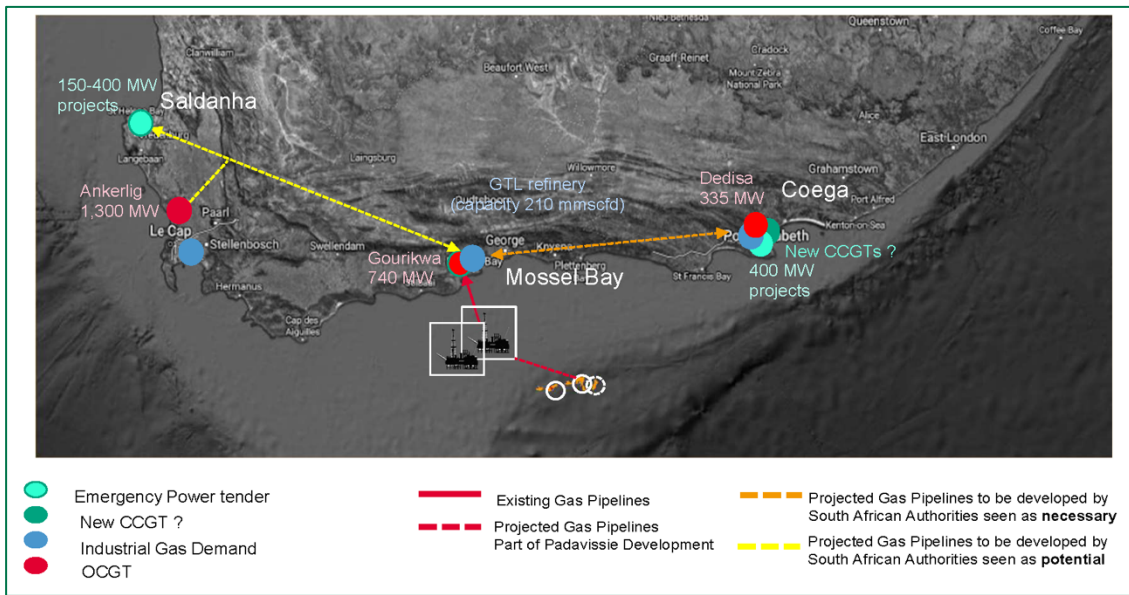 Queenstown
Coffee Bay
Clanwilliam
Graaff Reinet
Cradock
Beaufort West
Mount Zebra
National Park
150-400 MW
projects
Saldanha
Alice
East-London
Langebaan
Laingsburg
Willowmore
Grahamstown
Ankerlig
1,300 MW
Paarl
GTL refinery
(capacity 210 mmscfd)
Dedisa
335 MW
Coega
Port Alfred
Le Cap
Stellenbosch
Swellendam
George
Knysna
Kenton-on-Sea
Plettenberg
Bay
Gourikwa
740 MW
Mossel Bay
St Francis Bay
New CCGTs ?
400 MW
projects
Hermanus
Cap des
Aiguilles
Emergency Power tender
New CCGT ?
Industrial Gas Demand
OCGT
Existing Gas Pipelines
Projected Gas Pipelines
Part of Padavissie Development
Projected Gas Pipelines to be developed by
South African Authorities seen as necessary
Projected Gas Pipelines to be developed by
South African Authorities seen as potential